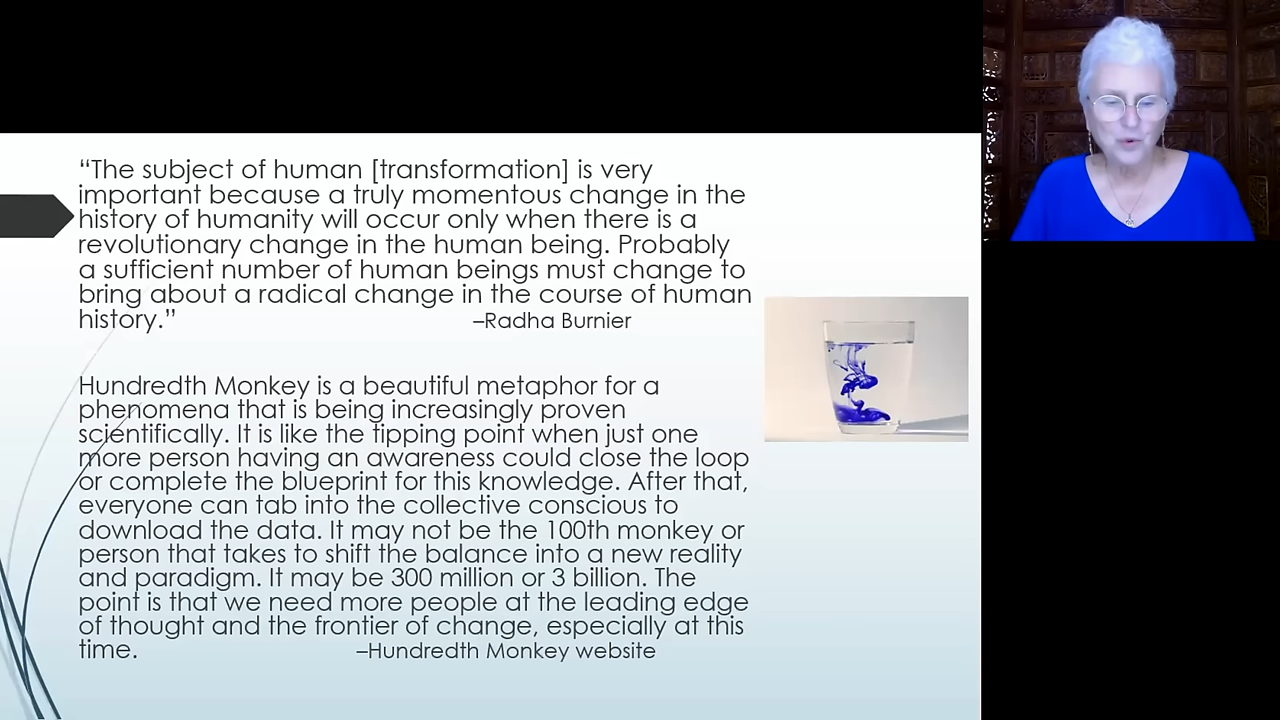 “The subject of human [transformation] is very
important because a truly momentous change in the
history of humanity will occur only when there is a
revolutionary change in the human being. Probably
a sufficient number of human beings must change to
bring about a radical change in the course of human
history.” –Radha Burnier
Hundredth Monkey is a beautiful metaphor for a
phenomena that is being increasingly proven
scientifically. It is like the tipping point when just one
more person having an awareness could close the loop
or complete the blueprint for this knowledge. After that,
everyone can tab into the collective conscious to
download the data. It may not be the 100th monkey or
person that takes to shift the balance into a new reality
and paradigm. It may be 300 million or 3 billion. The
point is that we need more people at the leading edge
of thought and the frontier of change, especially at this
time. –Hundredth Monkey website